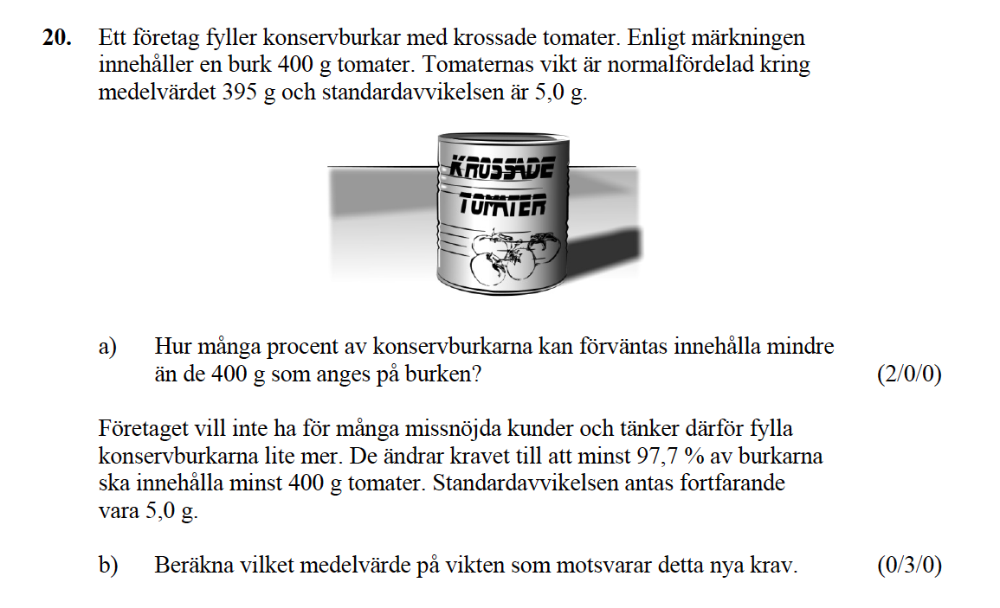 20. Ett företag fyller konservburkar med krossade tomater. Enligt märkningen
innehåller en burk 400 g tomater. Tomaternas vikt är normalfördelad kring
medelvärdet 395 g och standardavvikelsen är 5,0 g.
KROSSADE
TOMATER
a) Hur många procent av konservburkarna kan förväntas innehålla mindre
än de 400 g som anges på burken? (2/0/0)
Företaget vill inte ha för många missnöjda kunder och tänker därför fylla
konservburkarna lite mer. De ändrar kravet till att minst 97,7 % av burkarna
ska innehålla minst 400 g tomater. Standardavvikelsen antas fortfarande
vara 5,0 g.
b) Beräkna vilket medelvärde på vikten som motsvarar detta nya krav. (0/3/0)